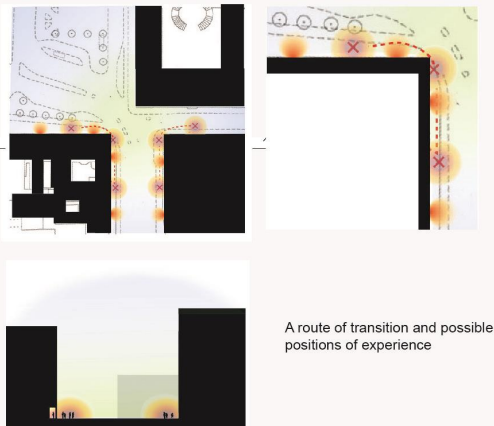 A route of transition and possible
positions of experience